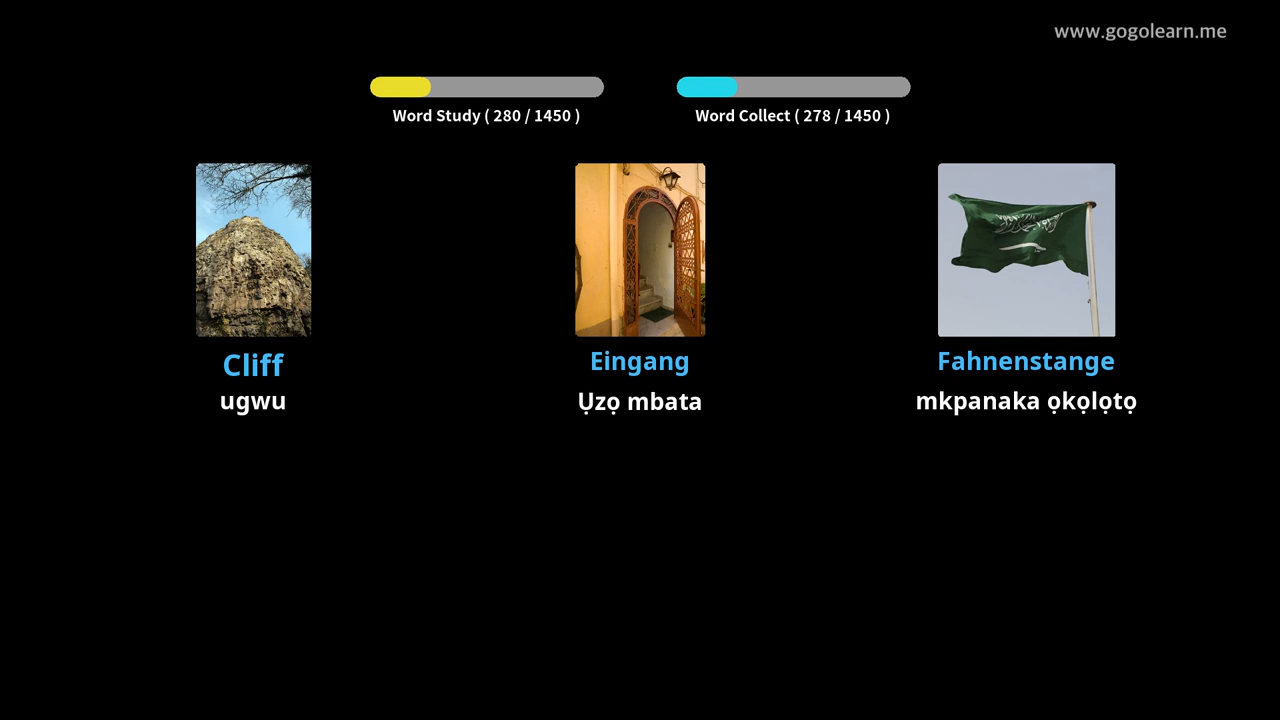 www.gogolearn.me
Word Study ( 280 / 1450 )
Word Collect ( 278 / 1450 )
Cliff
ugwu
Eingang
Ụzọ mbata
Fahnenstange
mkpanaka ọkọlọtọ